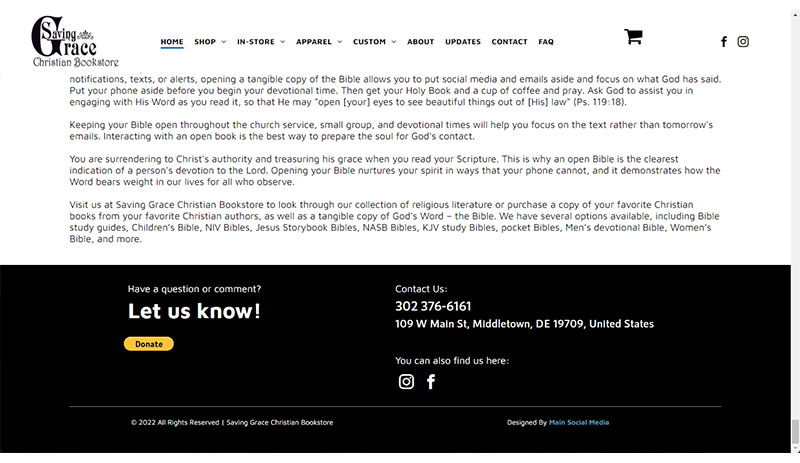 Saving
Grace
Christian Bookstore
HOME SHOP IN-STORE APPAREL CUSTOM ABOUT UPDATES CONTACT FAQ
notifications, texts, or alerts, opening a tangible copy of the Bible allows you to put social media and emails aside and focus on what God has said.
Put your phone aside before you begin your devotional time. Then get your Holy Book and a cup of coffee and pray. Ask God to assist you in
engaging with His Word as you read it, so that He may "open [your] eyes to see beautiful things out of [His] law" (Ps. 119:18).
Keeping your Bible open throughout the church service, small group, and devotional times will help you focus on the text rather than tomorrow's
emails. Interacting with an open book is the best way to prepare the soul for God's contact.
You are surrendering to Christ's authority and treasuring his grace when you read your Scripture. This is why an open Bible is the clearest
indication of a person's devotion to the Lord. Opening your Bible nurtures your spirit in ways that your phone cannot, and it demonstrates how the
Word bears weight in our lives for all who observe.
Visit us at Saving Grace Christian Bookstore to look through our collection of religious literature or purchase a copy of your favorite Christian
books from your favorite Christian authors, as well as a tangible copy of God's Word – the Bible. We have several options available, including Bible
study guides, Children's Bible, NIV Bibles, Jesus Storybook Bibles, NASB Bibles, KJV study Bibles, pocket Bibles, Men's devotional Bible, Women's
Bible, and more.
Have a question or comment?
Let us know!
Donate
Contact Us:
302 376-6161
109 W Main St, Middletown, DE 19709, United States
You can also find us here:
© 2022 All Rights Reserved | Saving Grace Christian Bookstore
Designed By Main Social Media